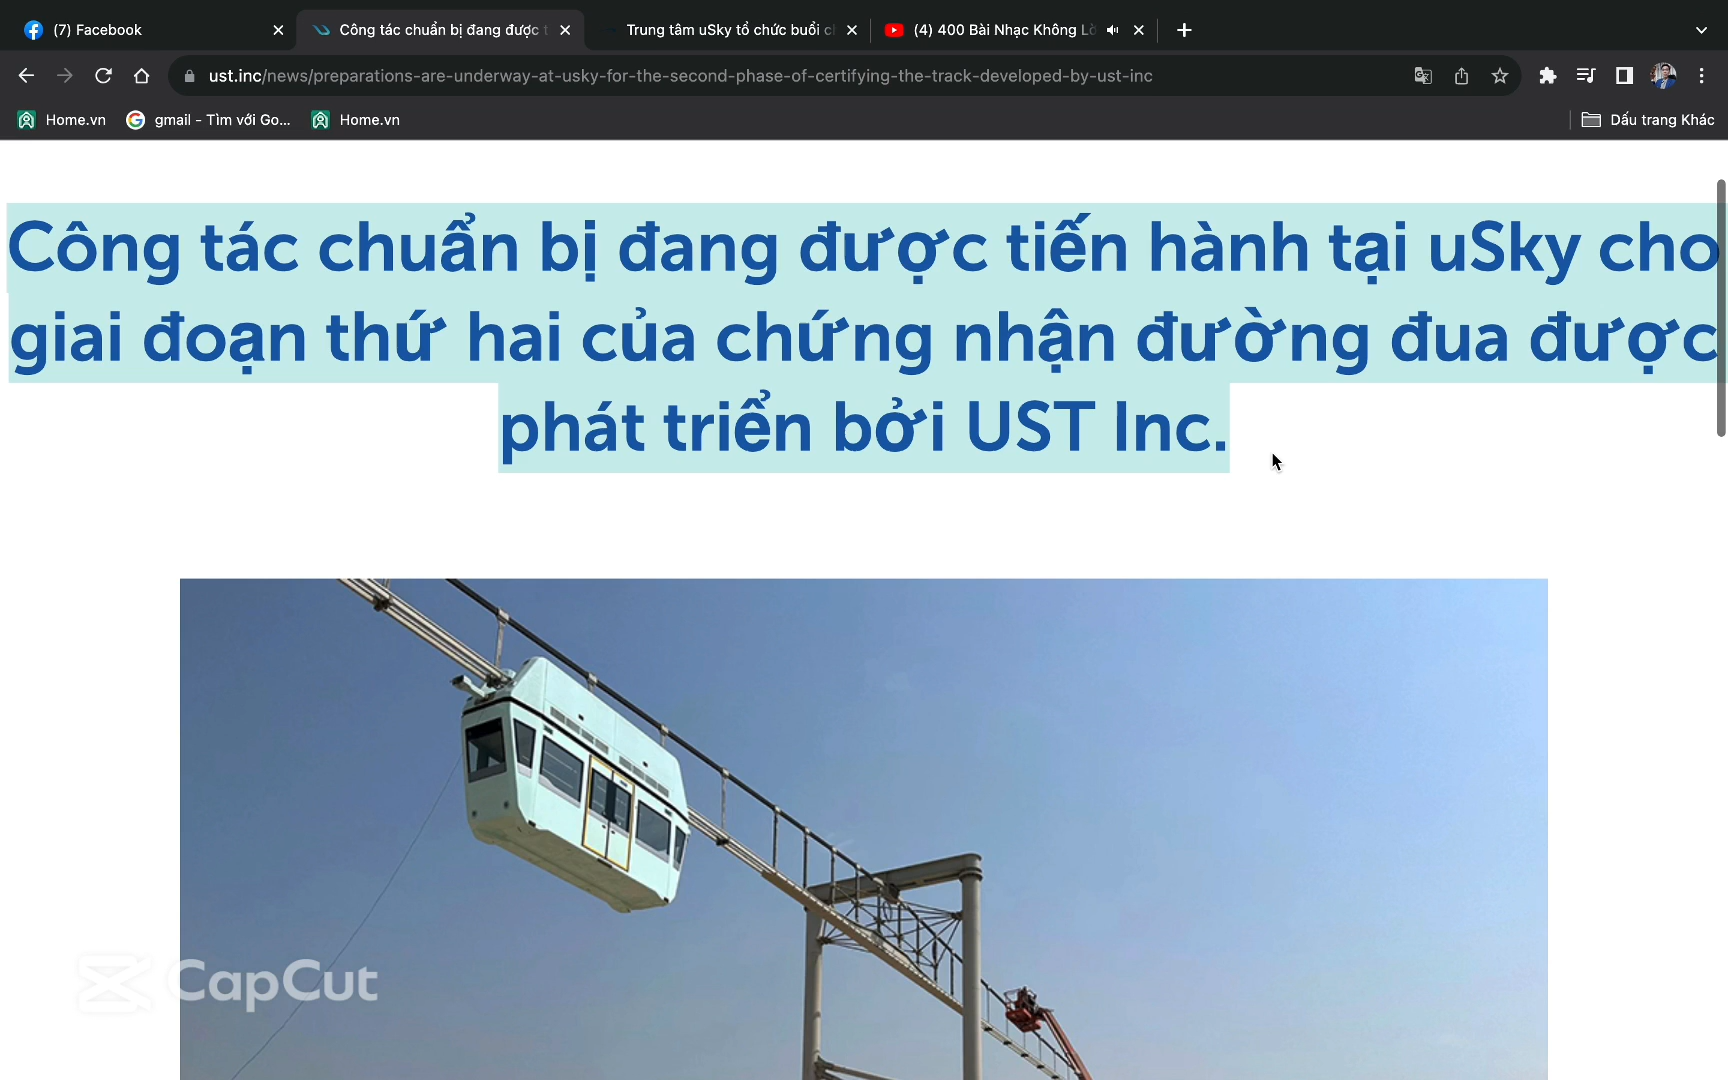 (7) Facebook
Công tác chuẩn bị đang được t
Trung tâm uSky tổ chức buổi c
(4) 400 Bài Nhạc Không Lờ
ust.inc/news/preparations-are-underway-at-usky-for-the-second-phase-of-certifying-the-track-developed-by-ust-inc
Home.vn
gmail - Tìm với Go...
Home.vn
Dấu trang Khác
Công tác chuẩn bị đang được tiến hành tại uSky cho
giai đoạn thứ hai của chứng nhận đường đua được
phát triển bởi UST Inc.
CapCut